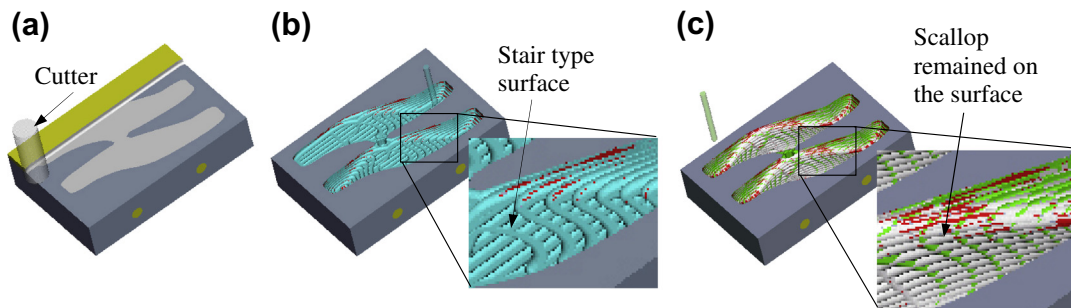 (a)
Cutter
(b)
Stair type
surface
(c)
Scallop
remained on
the surface